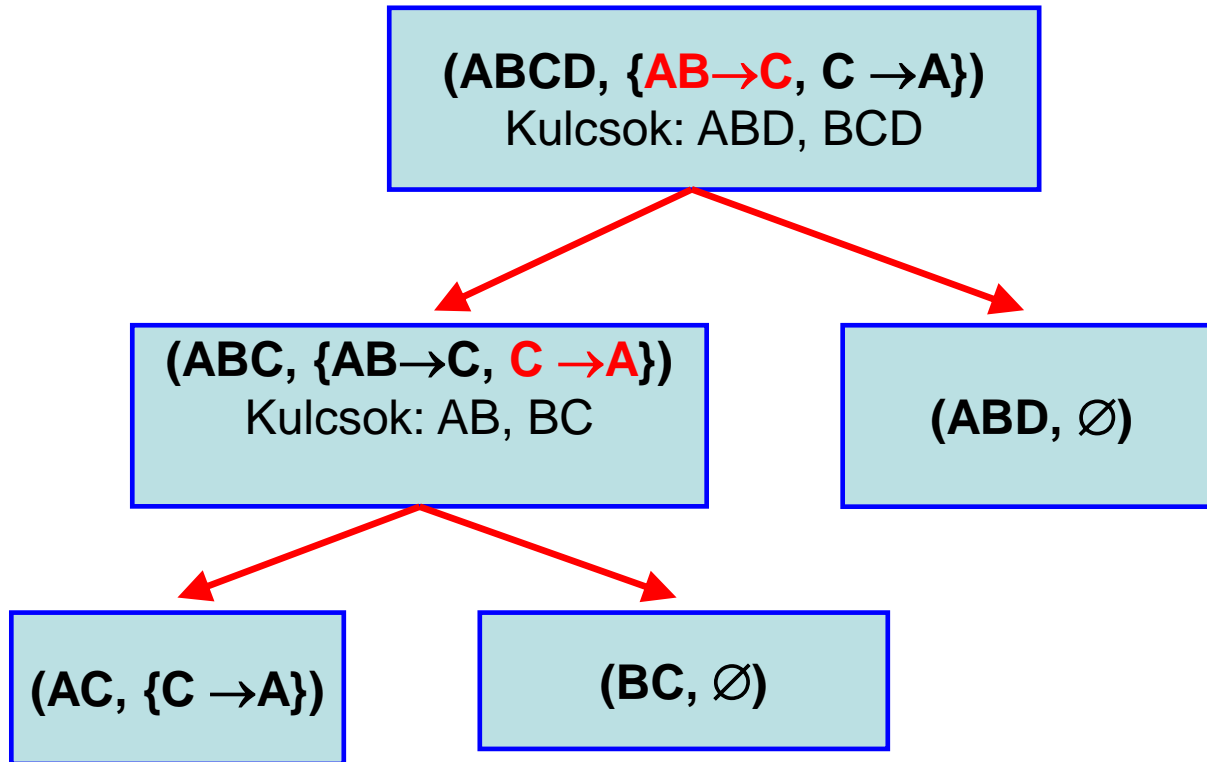 (ABCD, {AB→C, C →A})
Kulcsok: ABD, BCD
(ABC, {AB→C, C →A})
Kulcsok: AB, BC
(ABD, ∅)
(AC, {C →A})
(BC, ∅)